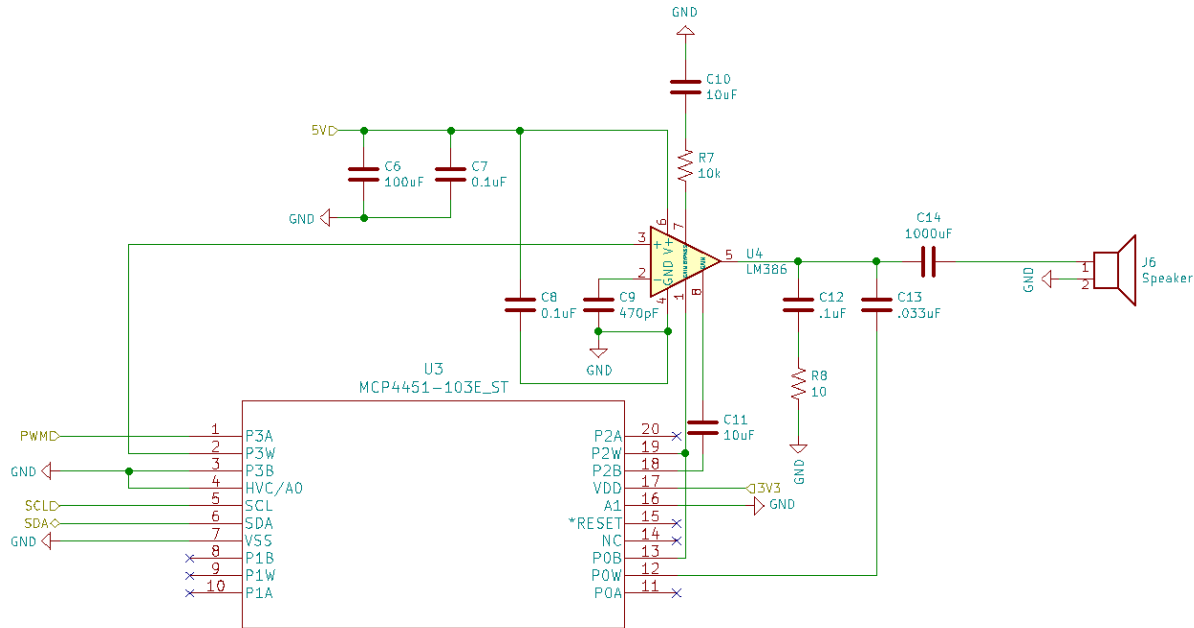 GND
C10
10uF
5V
C6
100uF
C7
0.1uF
R7
10k
GND
6
7
C14
1000uF
3
+
V+
5
U4
LM386
J6
Speaker
1
2
GND
2
-
GND
4
1
8
C8
0.1uF
C9
470pF
C12
.1uF
C13
.033uF
GND
U3
MCP4451-103E_ST
R8
10
C11
10uF
GND
PWM
1
P3A
P2A
20
2
P3W
P2W
19
GND
3
P3B
P2B
18
4
HVC/A0
VDD
17
3V3
SCL
5
SCL
A1
16
GND
SDA
6
SDA
*RESET
15
GND
7
VSS
NC
14
8
P1B
P0B
13
9
P1W
P0W
12
10
P1A
P0A
11